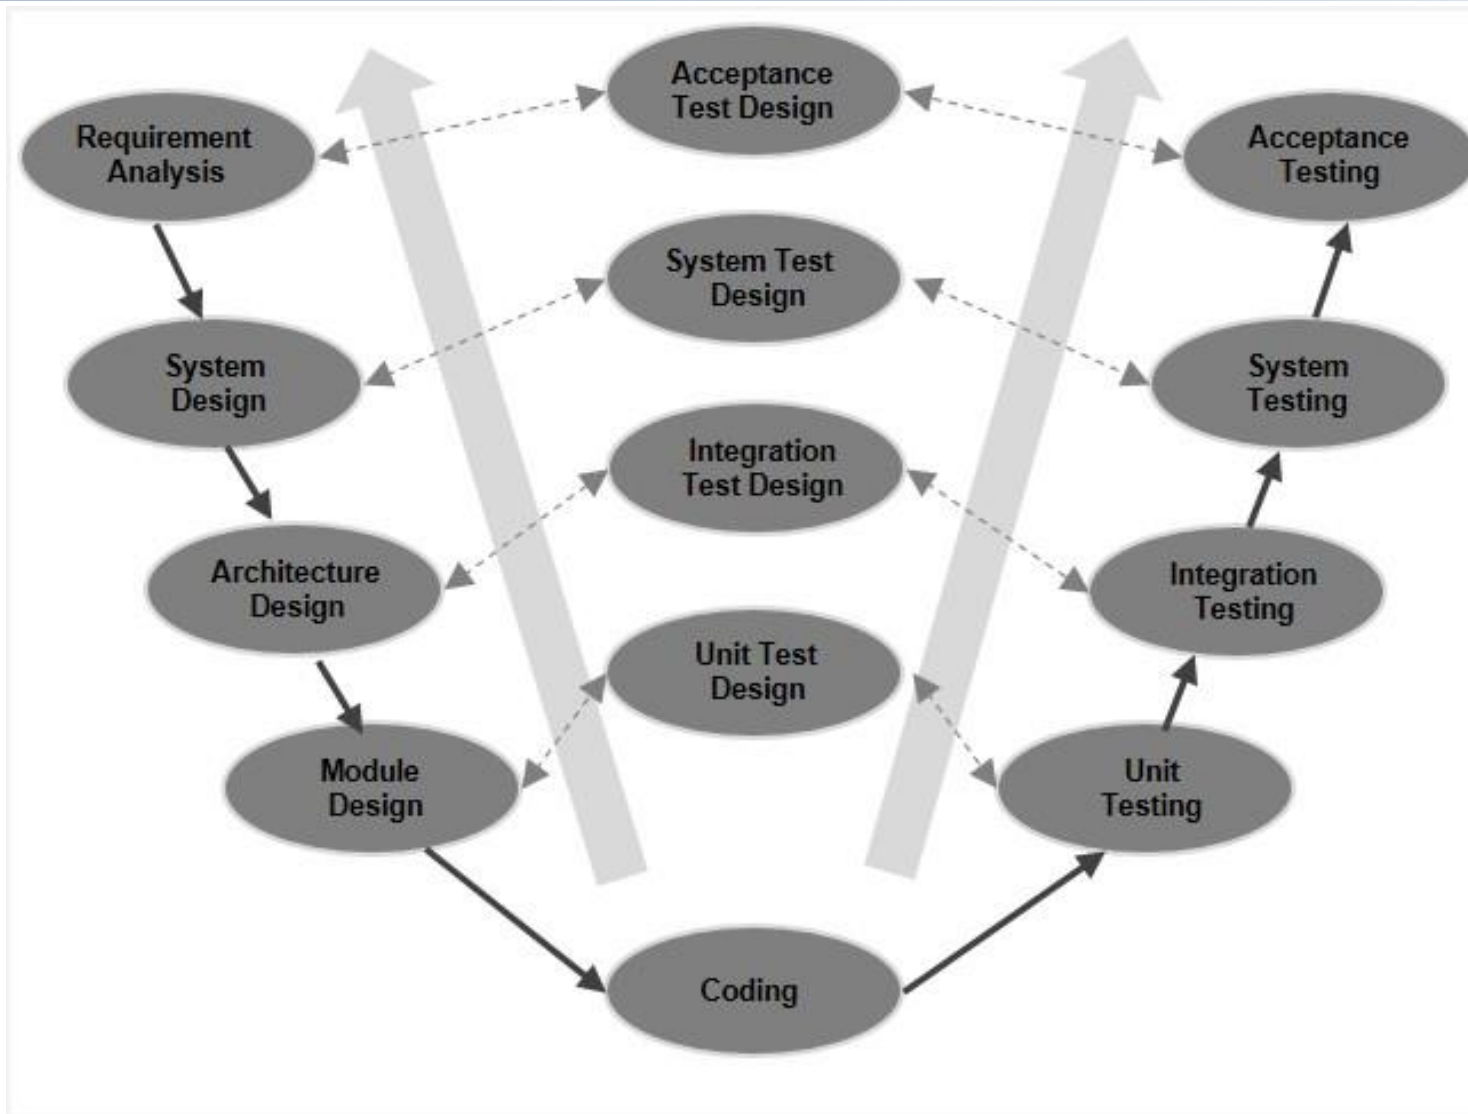 Acceptance
Test Design
Requirement
Analysis
Acceptance
Testing
System Test
Design
System
Design
System
Testing
Integration
Test Design
Architecture
Design
Integration
Testing
Unit Test
Design
Module
Design
Unit
Testing
Coding